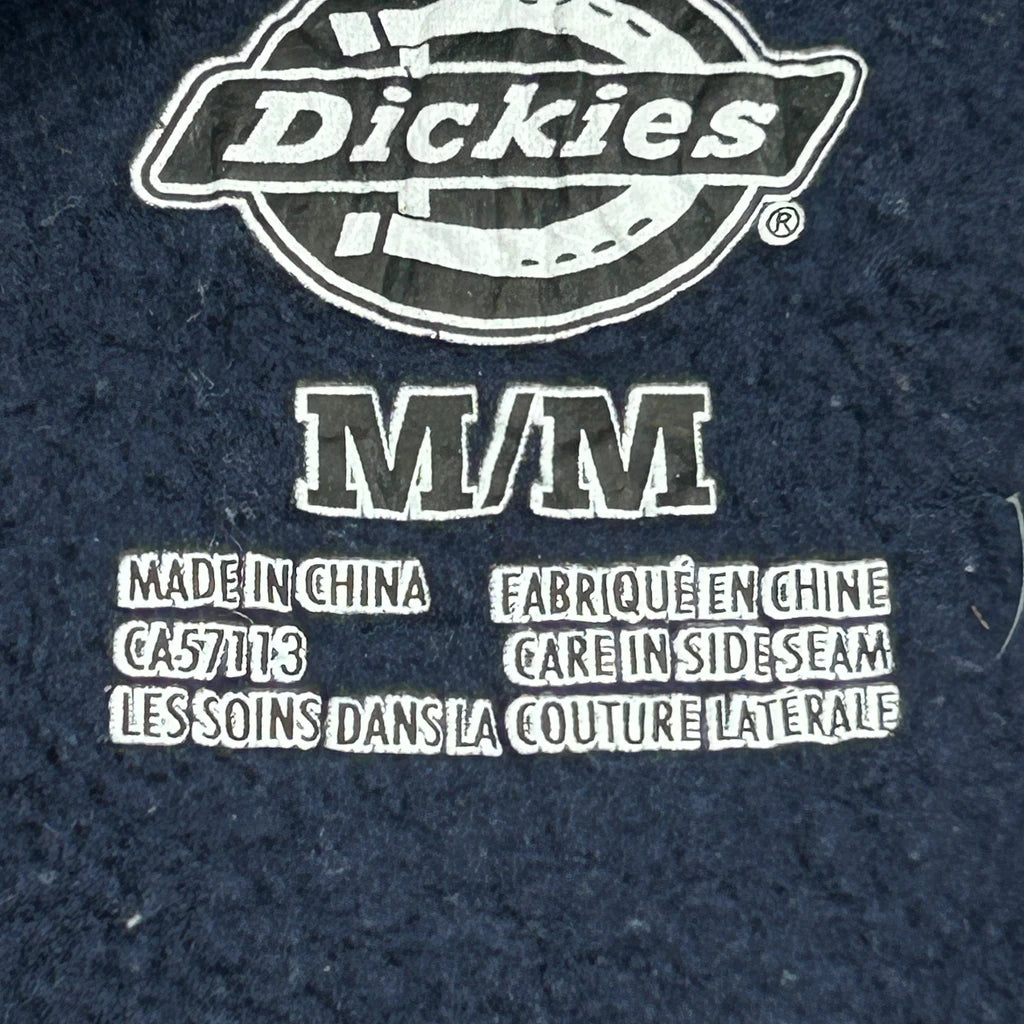 Dickies
®
M/M
MADE IN CHINA FABRIQUÉ EN CHINE
CA57113 CARE IN SIDE SEAM
LES SOINS DANS LA COUTURE LATÉRALE